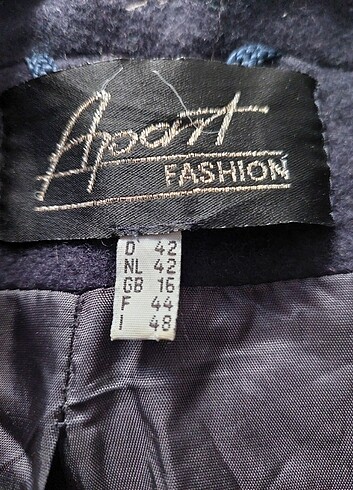 Apart
FASHION
D 42
NL 42
GB 16
F 44
I 48